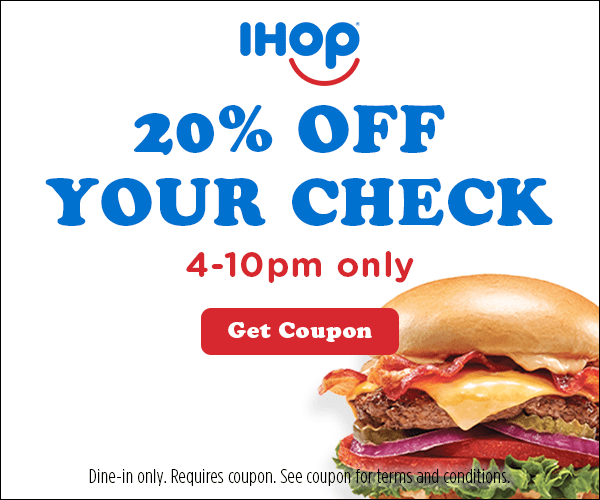 IHOP
20% OFF
YOUR CHECK
4-10pm only
Get Coupon
Dine-in only. Requires coupon. See coupon for terms and conditions.